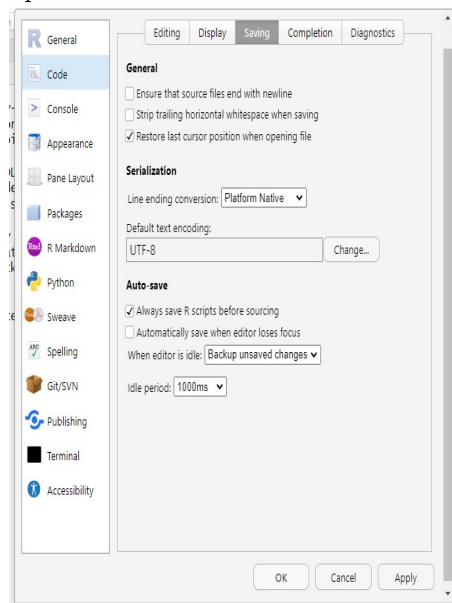 General
Code
Console
Appearance
Pane Layout
Packages
R Markdown
Python
Sweave
Spelling
Git/SVN
Publishing
Terminal
Accessibility
Editing Display Saving Completion Diagnostics
General
Ensure that source files end with newline
Strip trailing horizontal whitespace when saving
Restore last cursor position when opening file
Serialization
Line ending conversion: Platform Native
Default text encoding:
UTF-8 Change...
Auto-save
Always save R scripts before sourcing
Automatically save when editor loses focus
When editor is idle: Backup unsaved changes
Idle period: 1000ms
OK Cancel Apply